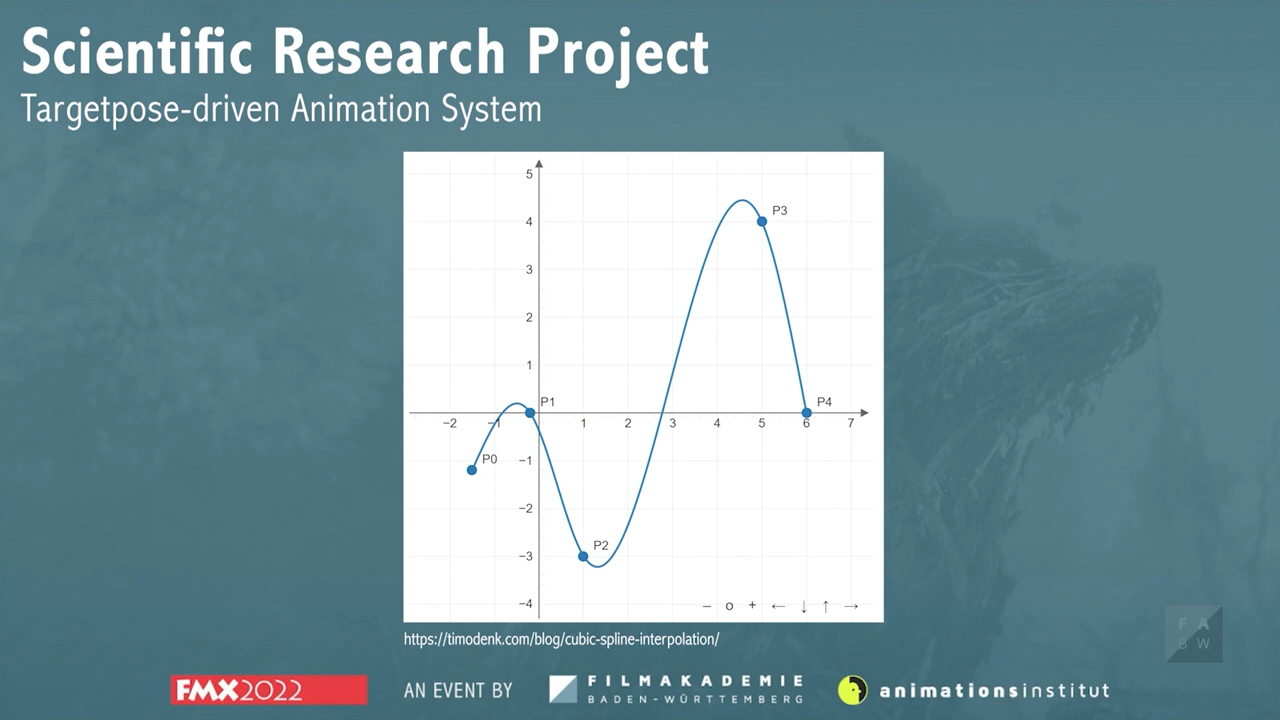 Scientific Research Project
Targetpose-driven Animation System
5
4
P3
3
2
1
P1
P4
−2
−1
1
2
3
4
5
6
7
P0
−1
−2
P2
−3
−4
− o + ← ↓ ↑ →
https://timodenk.com/blog/cubic-spline-interpolation/
F A
B W
FMX2022
AN EVENT BY
FILMAKADEMIE
BADEN-WÜRTTEMBERG
animationsinstitut